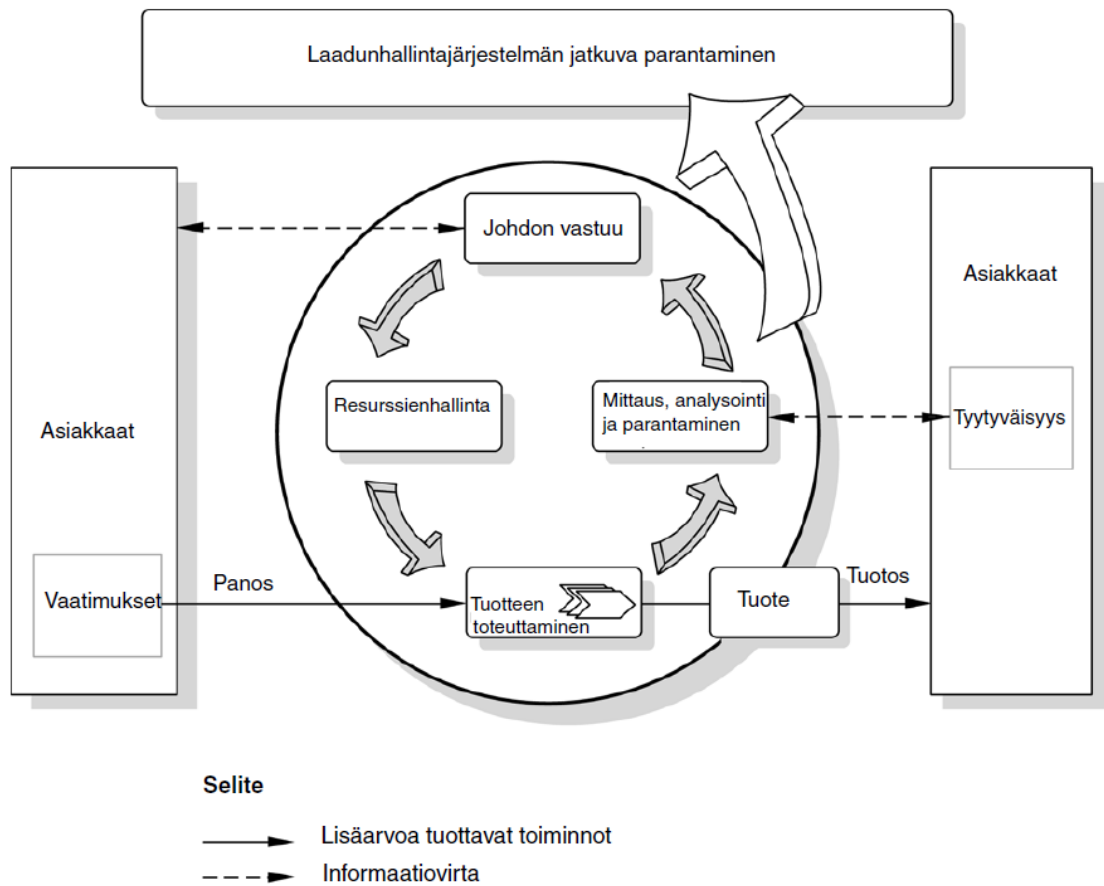 Laadunhallintajärjestelmän jatkuva parantaminen
Johdon vastuu
Asiakkaat
Asiakkaat
Resurssienhallinta
Mittaus, analysointi
ja parantaminen
Tyytyväisyys
Vaatimukset
Panos
Tuotteen
toteuttaminen
Tuote
Tuotos
Selite
Lisäarvoa tuottavat toiminnot
Informaatiovirta